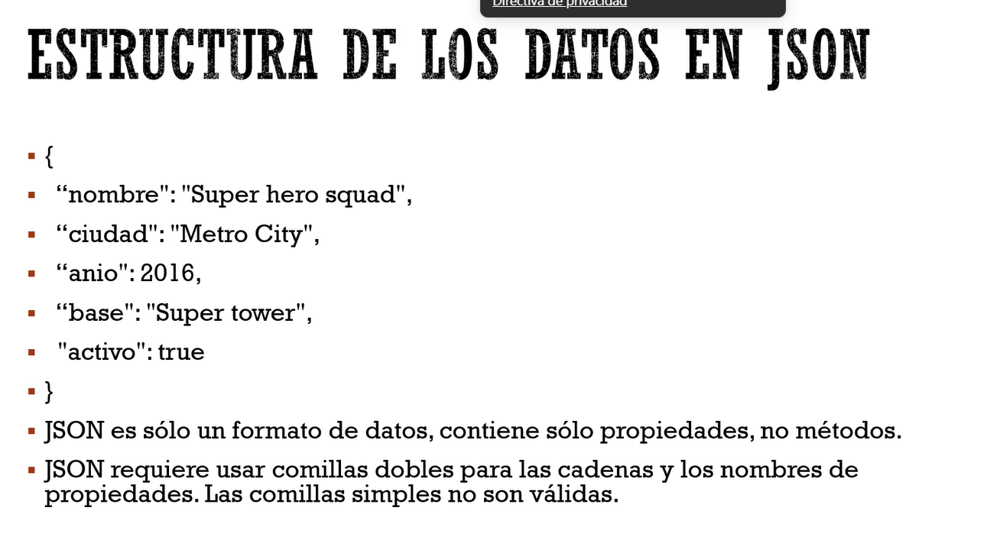 Directiva de privacidad
ESTRUCTURA DE LOS DATOS EN JSON
{
“nombre": "Super hero squad",
“ciudad": "Metro City",
“anio": 2016,
“base": "Super tower",
"activo": true
}
JSON es sólo un formato de datos, contiene sólo propiedades, no métodos.
JSON requiere usar comillas dobles para las cadenas y los nombres de
propiedades. Las comillas simples no son válidas.